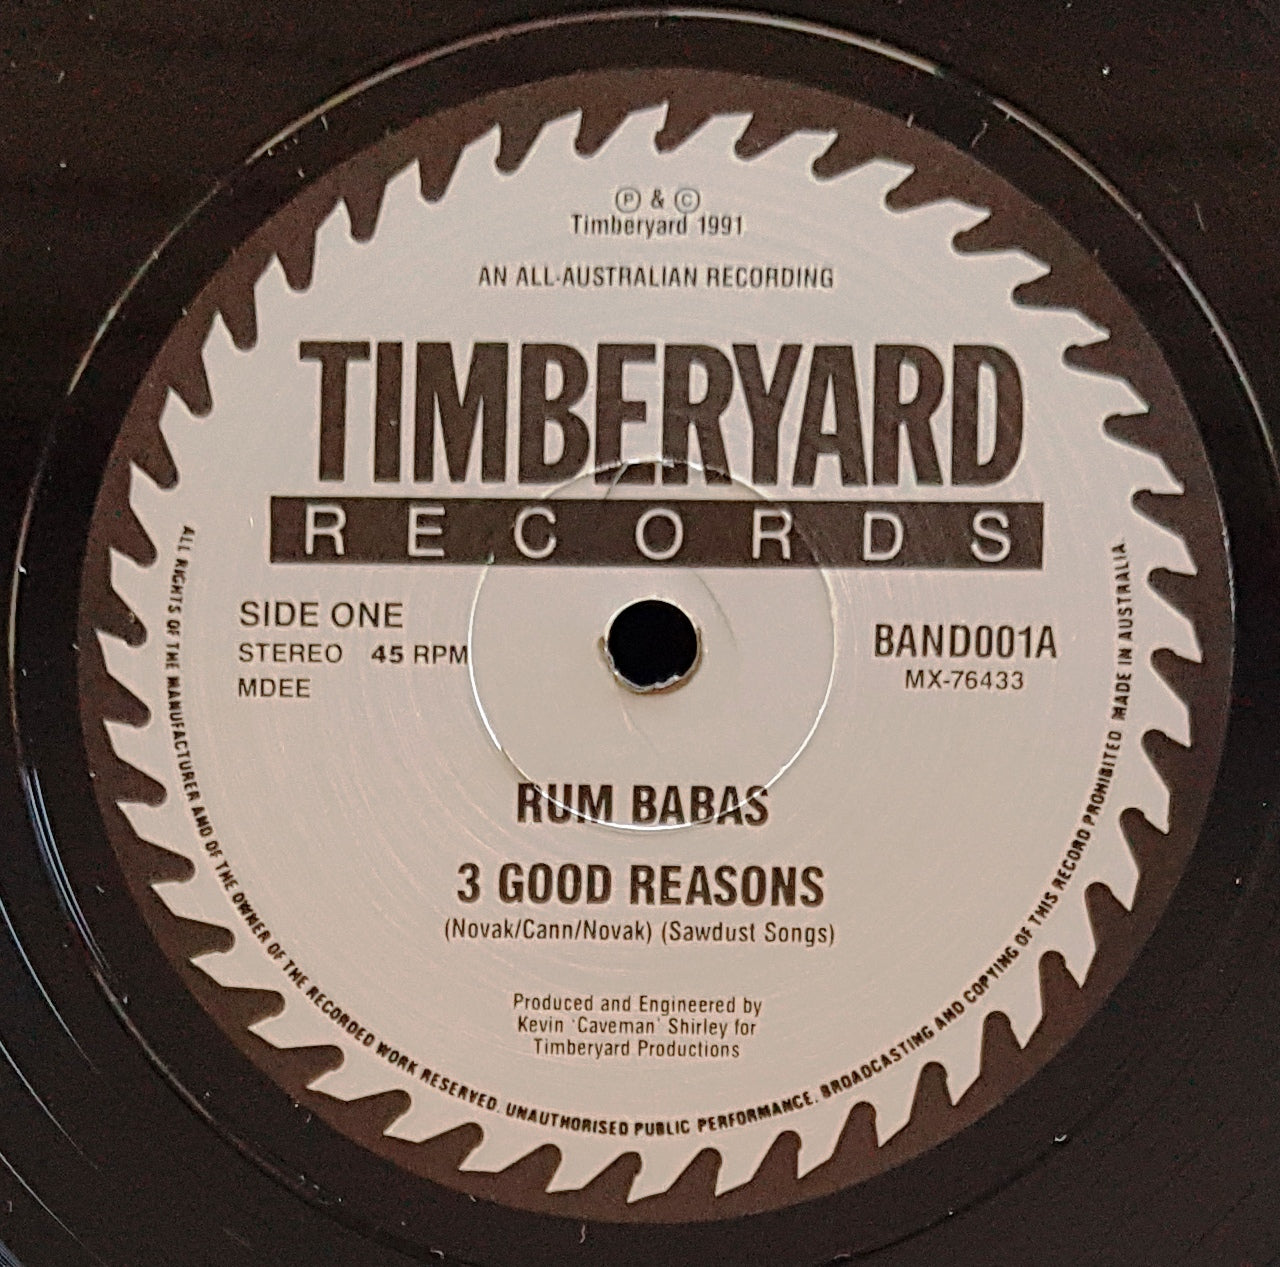 Ⓟ & ©
Timberyard 1991
AN ALL-AUSTRALIAN RECORDING
TIMBERYARD
RECORDS
SIDE ONE
STEREO 45 RPM
MDEE
BAND001A
MX-76433
RUM BABAS
3 GOOD REASONS
(Novak/Cann/Novak) (Sawdust Songs)
Produced and Engineered by
Kevin 'Caveman' Shirley for
Timberyard Productions
ALL RIGHTS OF THE MANUFACTURER AND OF THE OWNER OF THE RECORDED WORK RESERVED. UNAUTHORISED PUBLIC PERFORMANCE. BROADCASTING AND COPYING OF THIS RECORD PROHIBITED MADE IN AUSTRALIA.